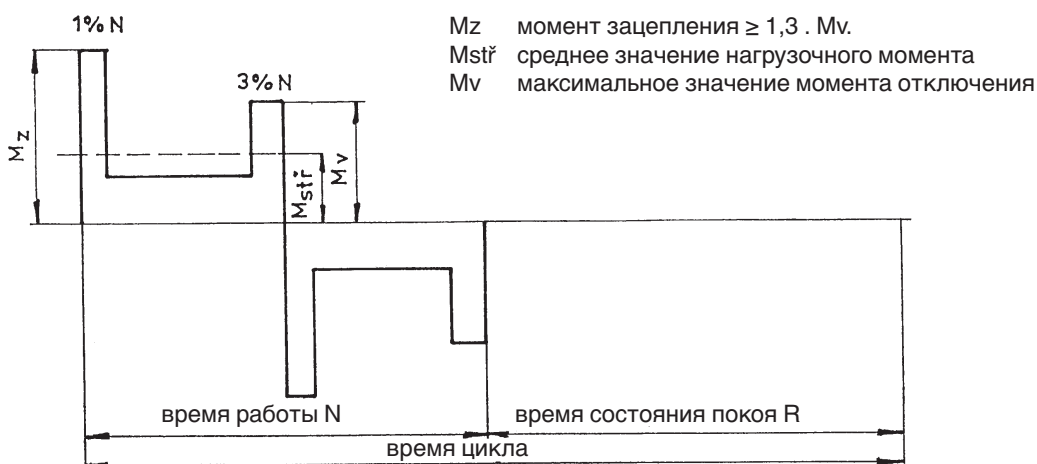 1% N
Mz момент зацепления ≥ 1,3 . Mv.
Mstř среднее значение нагрузочного момента
Mv максимальное значение момента отключения
3% N
Mz
Mstř
Mv
время работы N
время состояния покоя R
время цикла